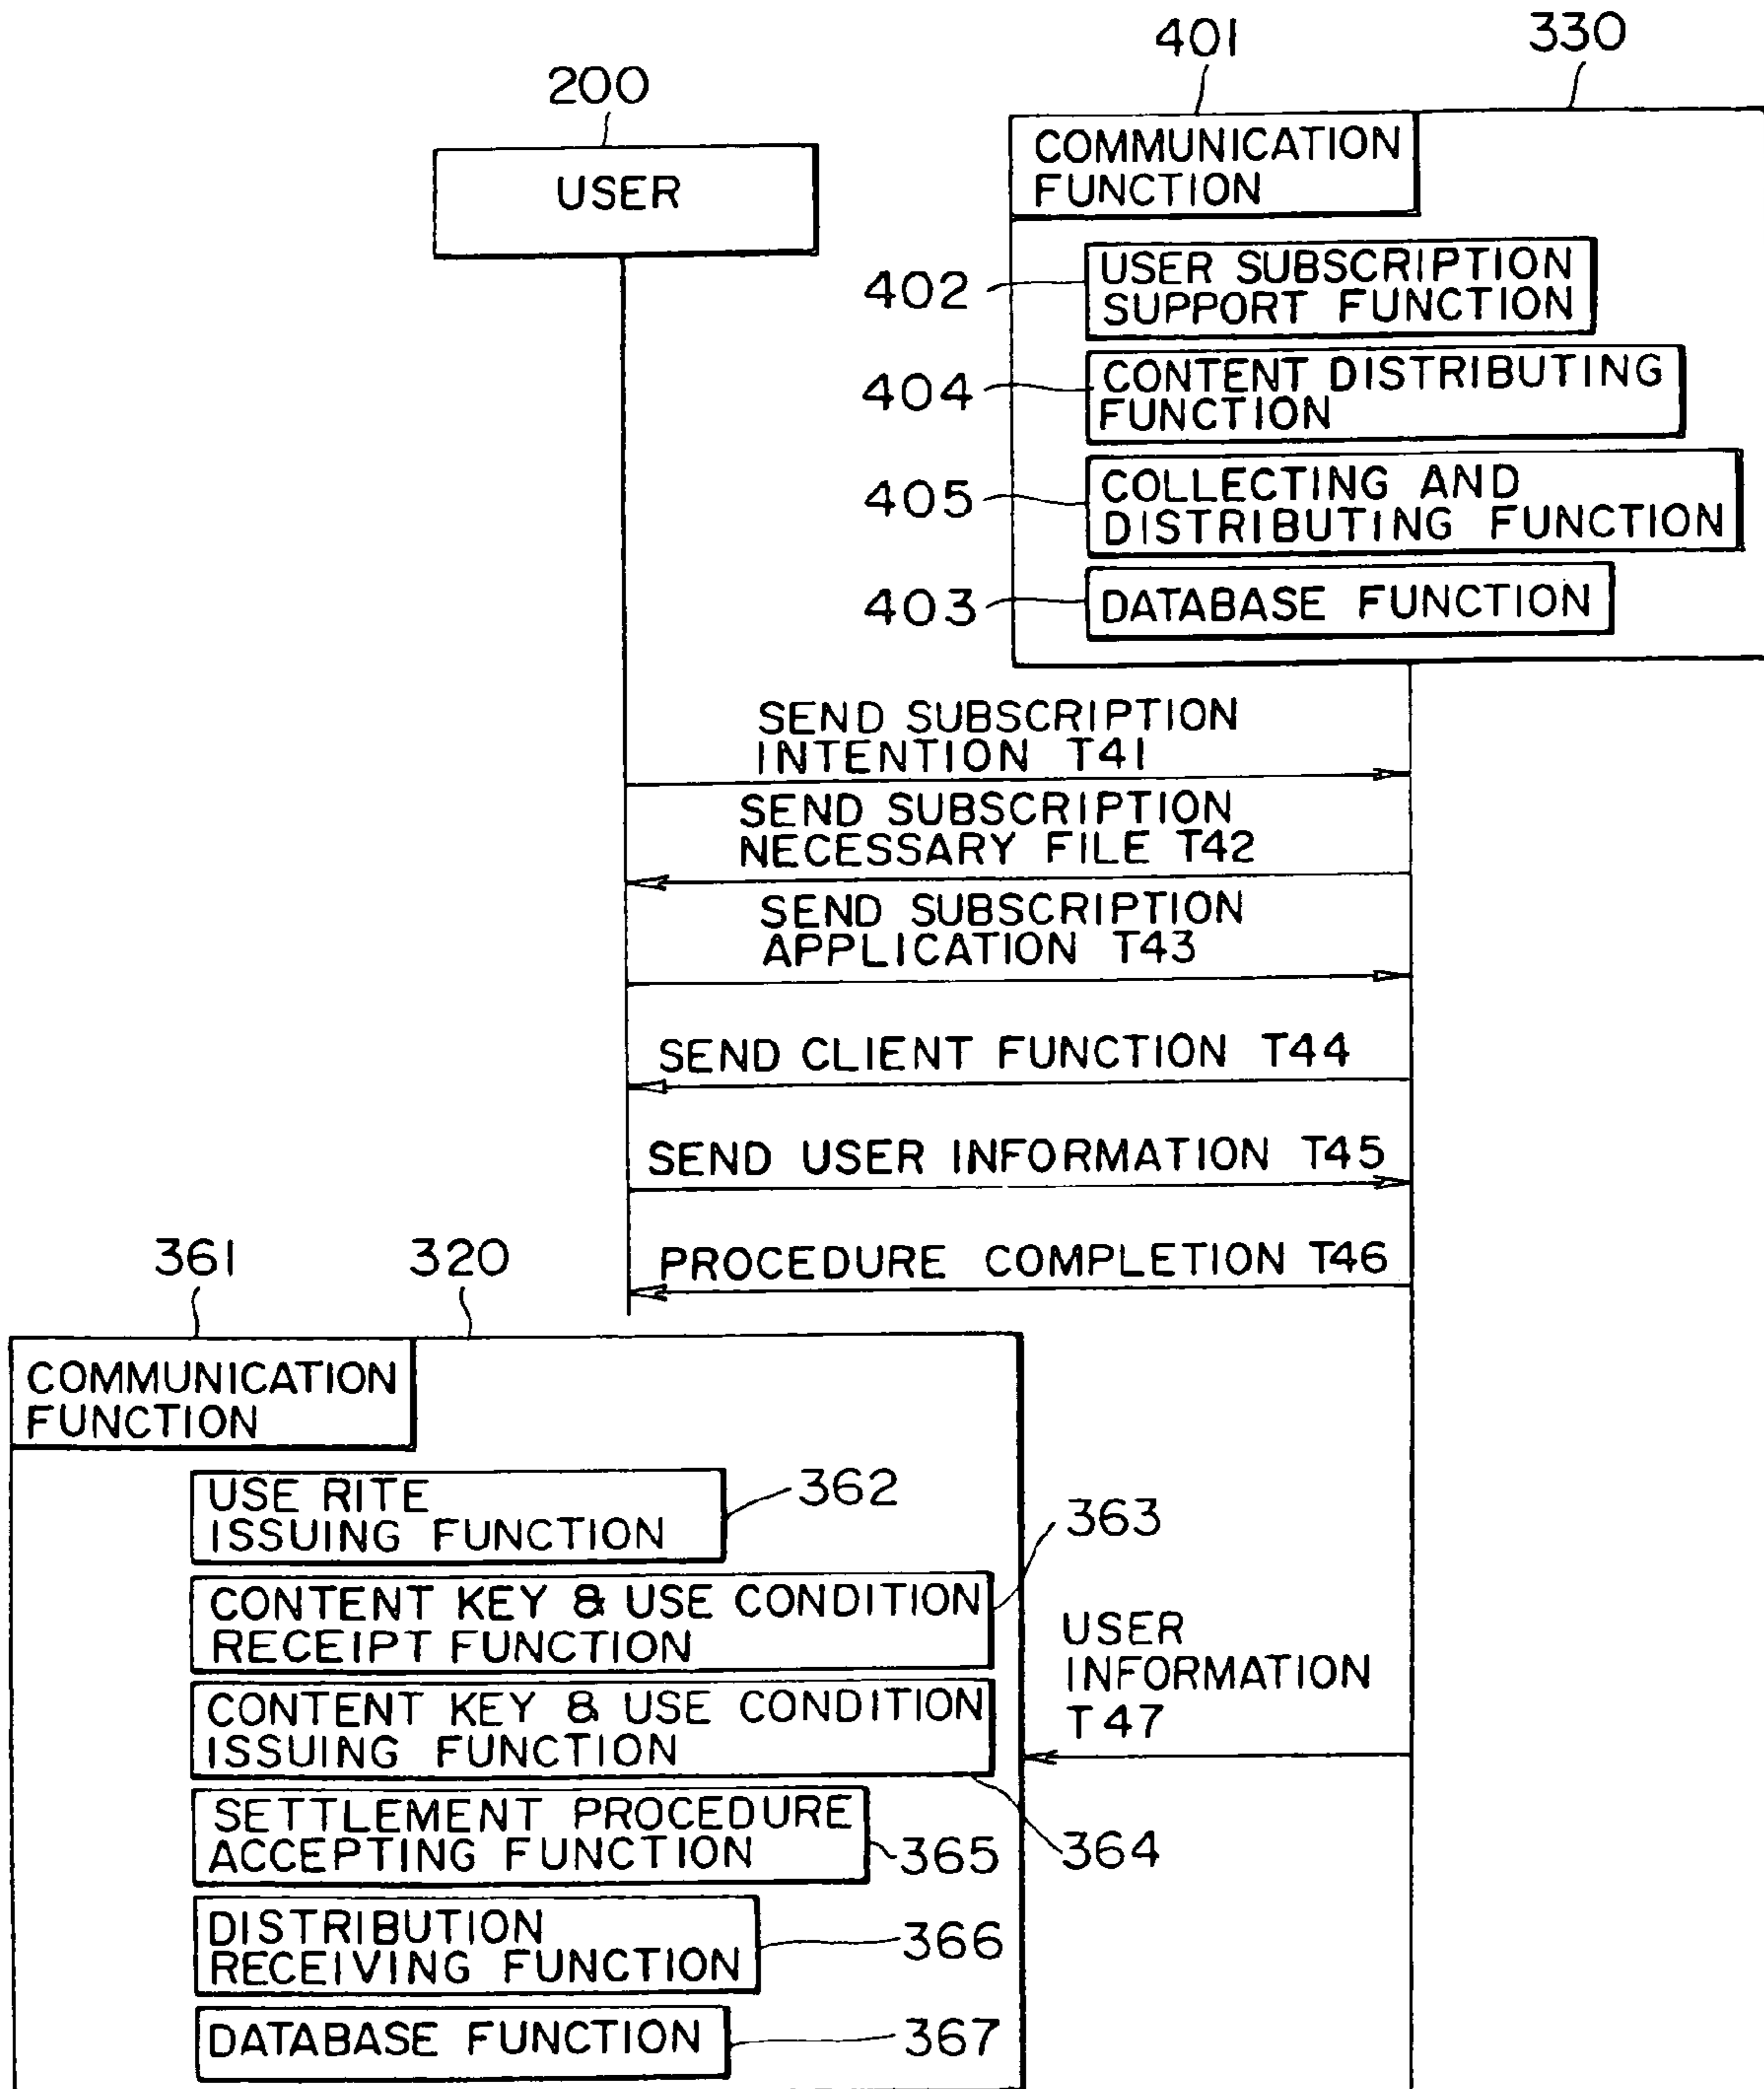 401
330
200
USER
COMMUNICATION
FUNCTION
402
USER SUBSCRIPTION
SUPPORT FUNCTION
404
CONTENT DISTRIBUTING
FUNCTION
405
COLLECTING AND
DISTRIBUTING FUNCTION
403
DATABASE FUNCTION
SEND SUBSCRIPTION
INTENTION T41
SEND SUBSCRIPTION
NECESSARY FILE T42
SEND SUBSCRIPTION
APPLICATION T43
SEND CLIENT FUNCTION T44
SEND USER INFORMATION T45
PROCEDURE COMPLETION T46
361
320
COMMUNICATION
FUNCTION
USE RITE
ISSUING FUNCTION
362
363
CONTENT KEY & USE CONDITION
RECEIPT FUNCTION
USER
INFORMATION
T47
CONTENT KEY & USE CONDITION
ISSUING FUNCTION
364
SETTLEMENT PROCEDURE
ACCEPTING FUNCTION
365
DISTRIBUTION
RECEIVING FUNCTION
366
DATABASE FUNCTION
367